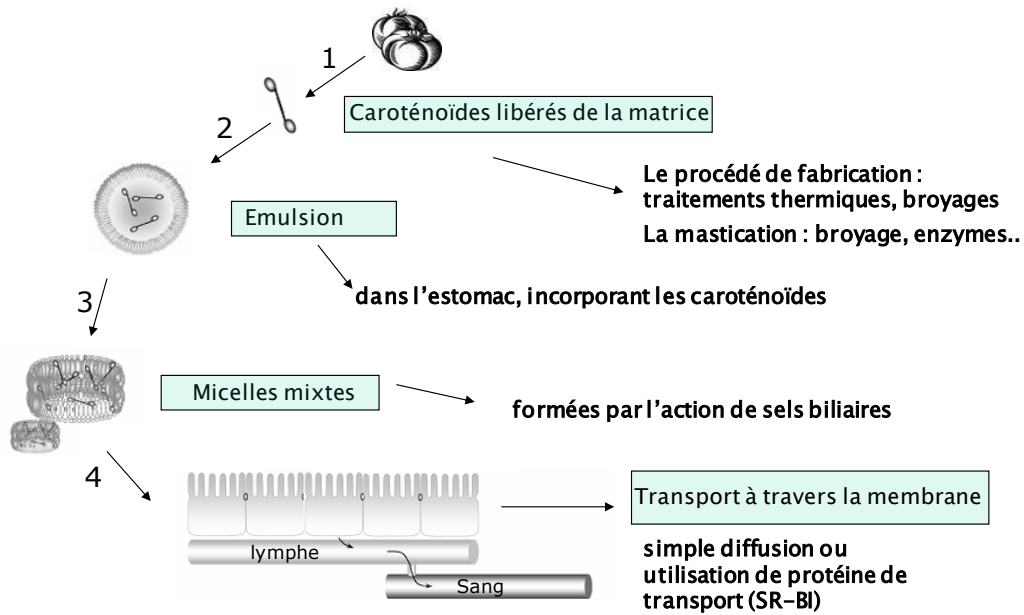 1
Caroténoïdes libérés de la matrice
2
Le procédé de fabrication :
traitements thermiques, broyages
La mastication : broyage, enzymes..
Emulsion
dans l'estomac, incorporant les caroténoïdes
3
Micelles mixtes
formées par l'action de sels biliaires
4
Transport à travers la membrane
simple diffusion ou
utilisation de protéine de
transport (SR-BI)
lymphe
Sang